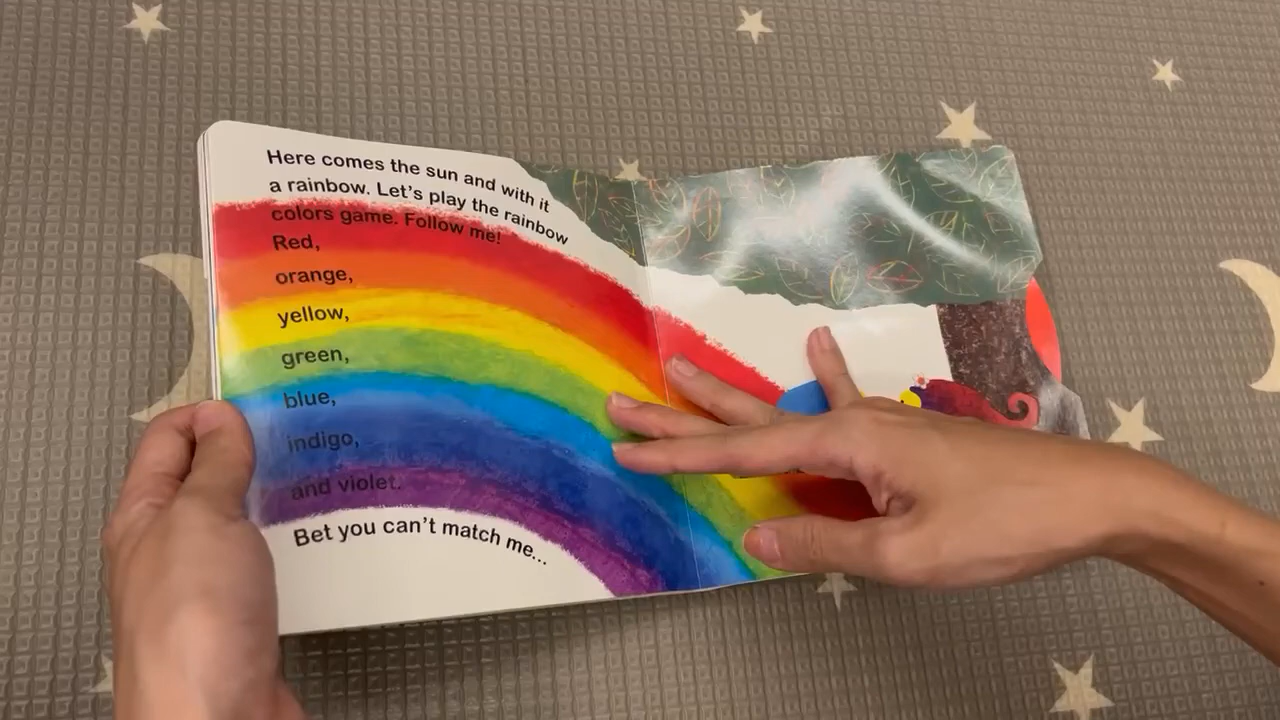 Here comes the sun and with it
a rainbow. Let's play the rainbow
colors game. Follow me!
Red,
orange,
yellow,
green,
blue,
indigo,
and violet.
Bet you can't match me...